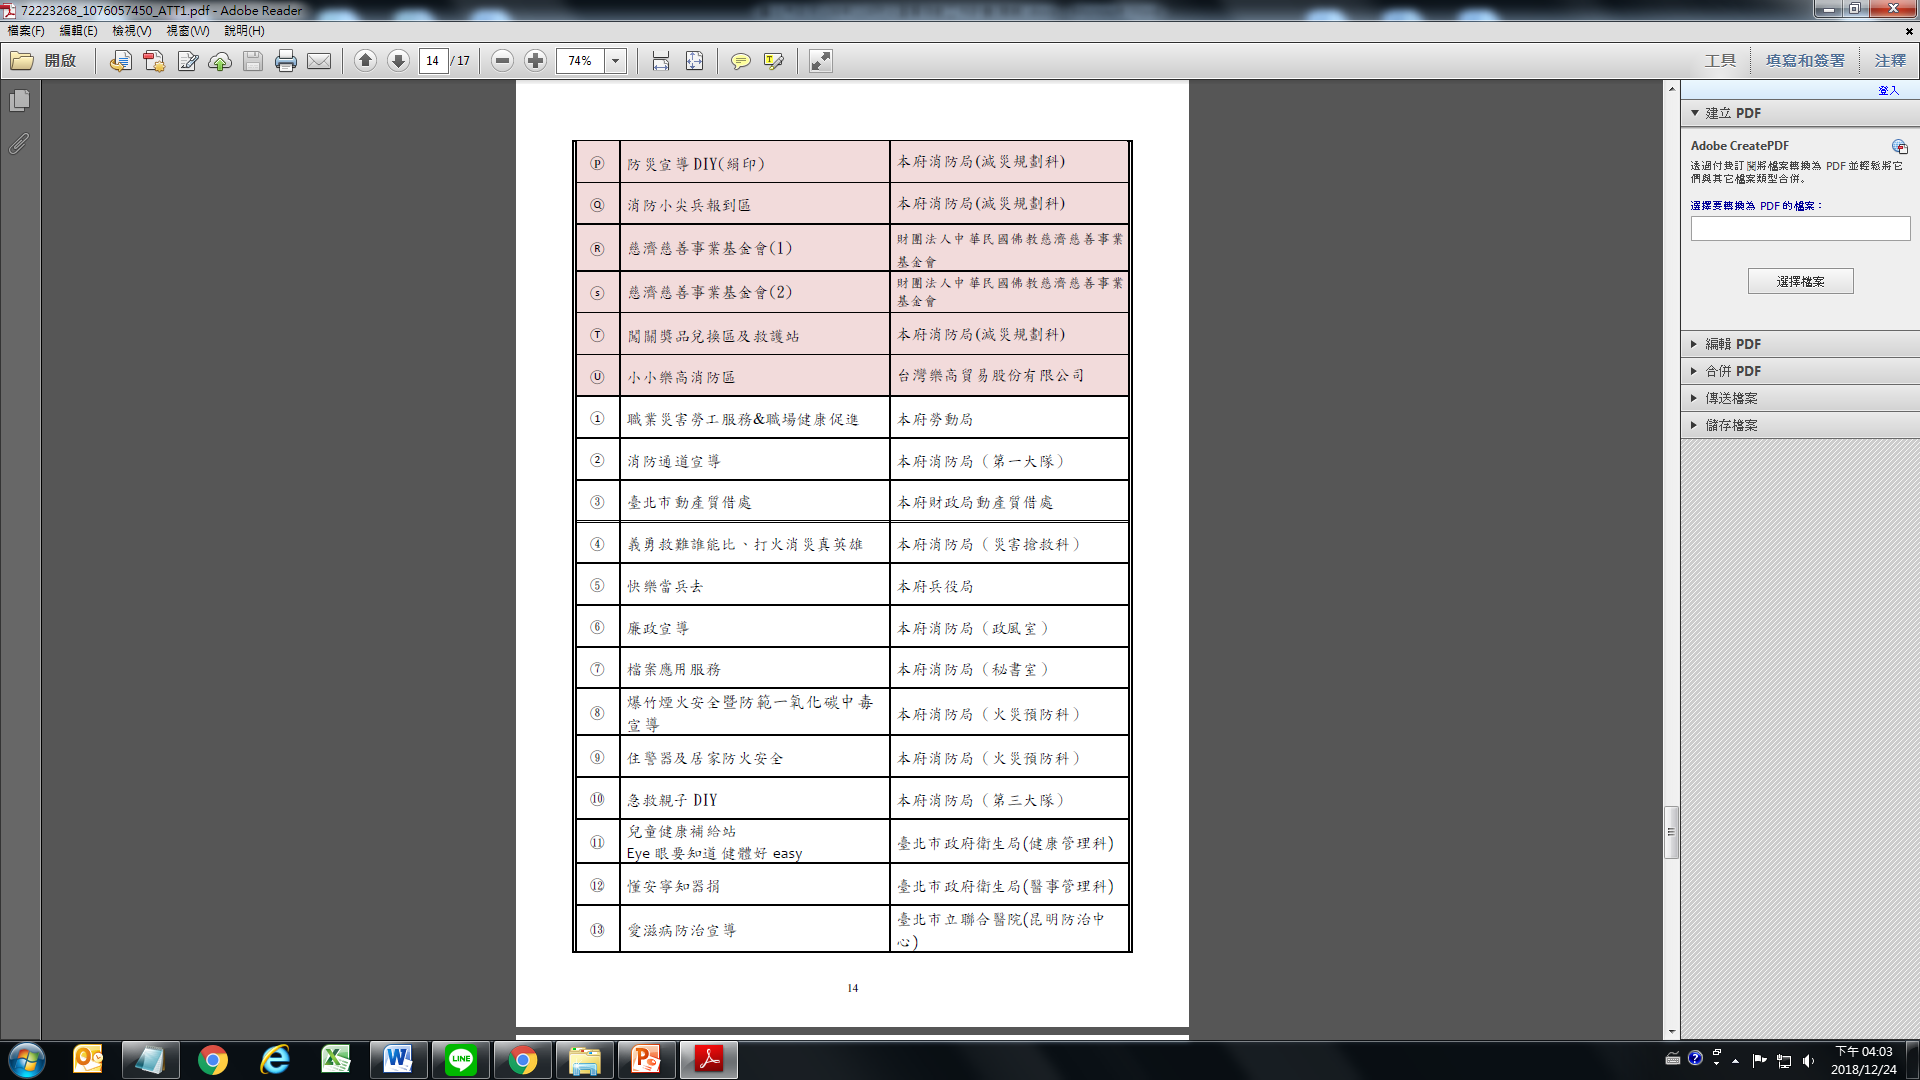 72223268_1076057450_ATT1.pdf - Adobe Reader
檔案(F) 編輯(E) 檢視(V) 視窗(W) 說明(H)
開啟 14 / 17 74% 工具 填寫和簽署 注釋
Ⓟ 防災宣導 DIY(絹印) 本府消防局(減災規劃科)
Ⓠ 消防小尖兵報到區 本府消防局(減災規劃科)
Ⓡ 慈濟慈善事業基金會(1) 財團法人中華民國佛教慈濟慈善事業
基金會
ⓢ 慈濟慈善事業基金會(2) 財團法人中華民國佛教慈濟慈善事業
基金會
Ⓣ 闖關獎品兌換區及救護站 本府消防局(減災規劃科)
Ⓤ 小小樂高消防區 台灣樂高貿易股份有限公司
① 職業災害勞工服務&職場健康促進 本府勞動局
② 消防通道宣導 本府消防局（第一大隊）
③ 臺北市動產質借處 本府財政局動產質借處
④ 義勇救難誰能比、打火消災真英雄 本府消防局（災害搶救科）
⑤ 快樂當兵去 本府兵役局
⑥ 廉政宣導 本府消防局（政風室）
⑦ 檔案應用服務 本府消防局（秘書室）
⑧ 爆竹煙火安全暨防範一氧化碳中毒
宣導 本府消防局（火災預防科）
⑨ 住警器及居家防火安全 本府消防局（火災預防科）
⑩ 急救親子 DIY 本府消防局（第三大隊）
⑪ 兒童健康補給站
Eye 眼要知道 健體好 easy 臺北市政府衛生局(健康管理科)
⑫ 懂安寧知器捐 臺北市政府衛生局(醫事管理科)
⑬ 愛滋病防治宣導 臺北市立聯合醫院(昆明防治中
心)
14
登入
建立 PDF
Adobe CreatePDF
透過付費訂閱將檔案轉換為 PDF 並輕鬆將它
們與其它檔案類型合併。
選擇要轉換為 PDF 的檔案：
選擇檔案
編輯 PDF
合併 PDF
傳送檔案
儲存檔案
LINE
下午 04:03
2018/12/24